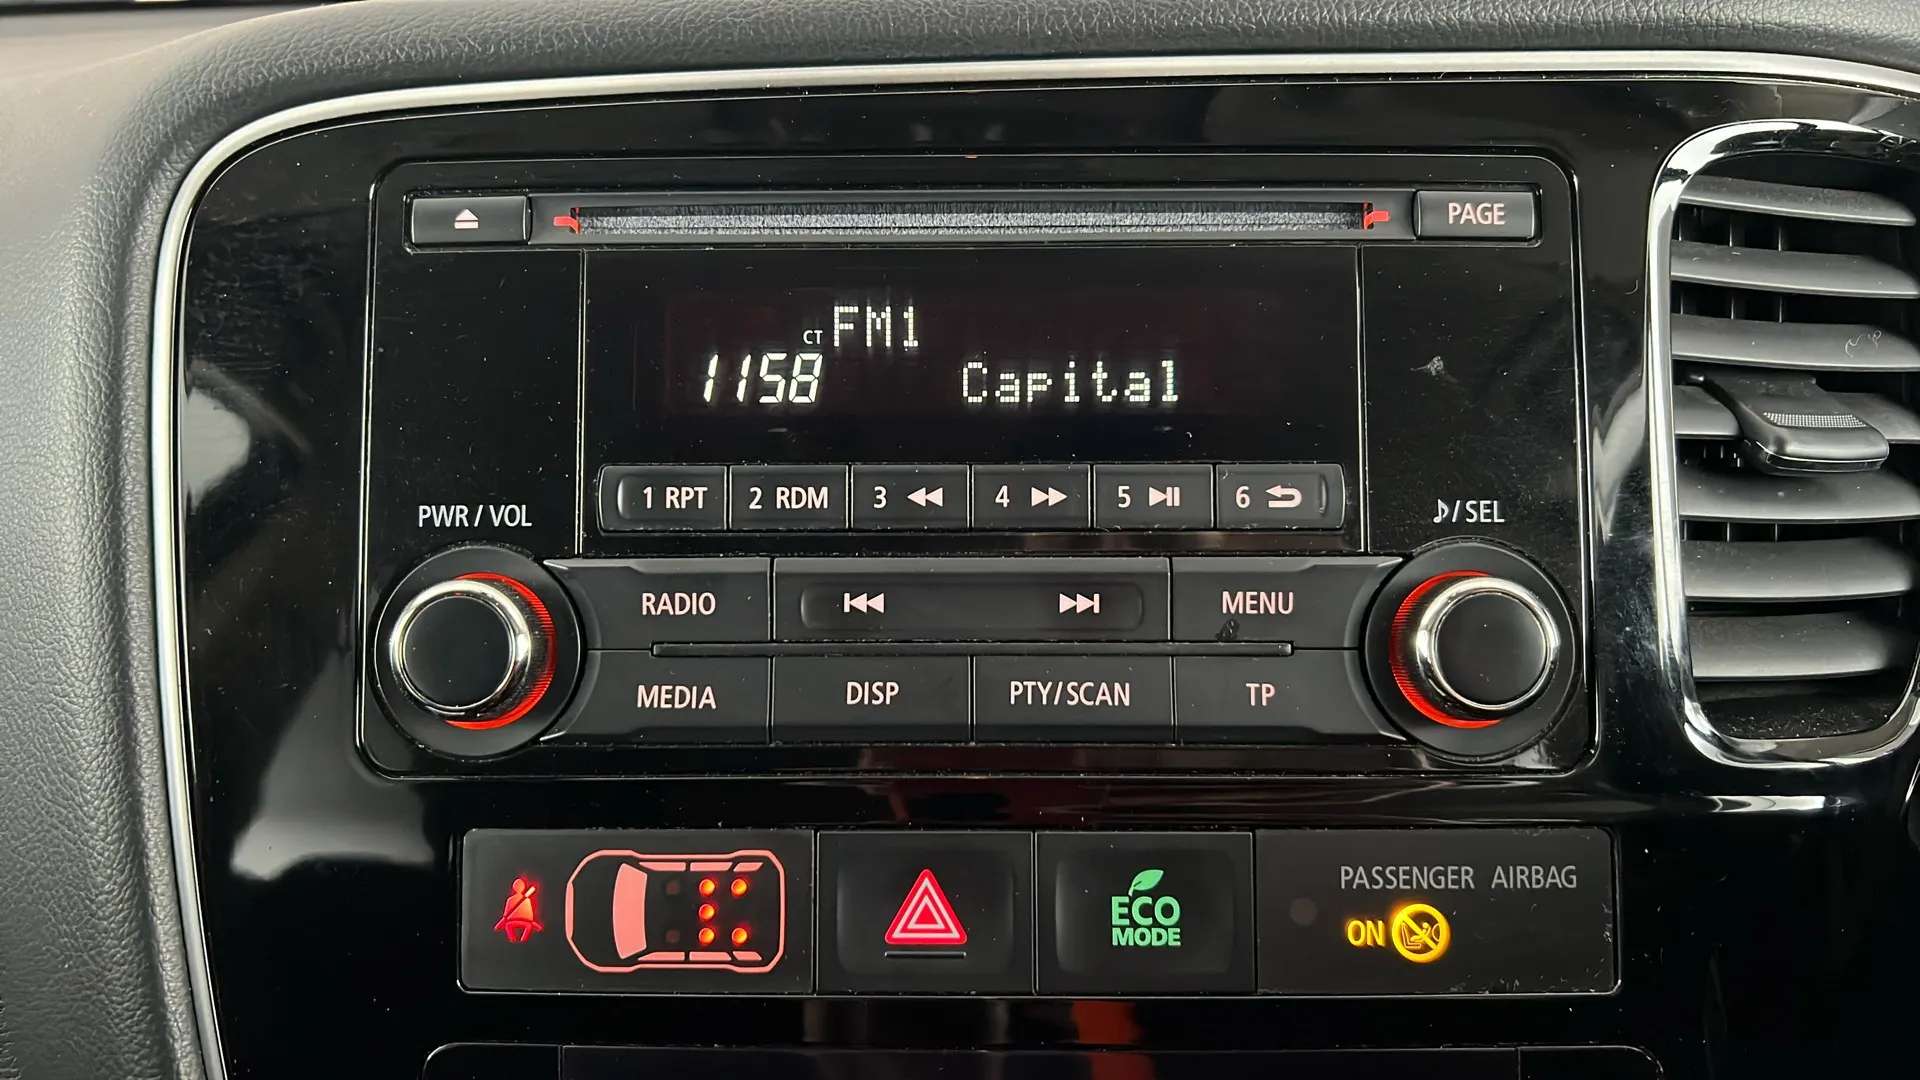 PAGE
CT FM1
1158 Capital
1 RPT 2 RDM 3 4 5 6
PWR / VOL
/ SEL
RADIO MENU
MEDIA DISP PTY/SCAN TP
PASSENGER AIRBAG
ECO
MODE
ON